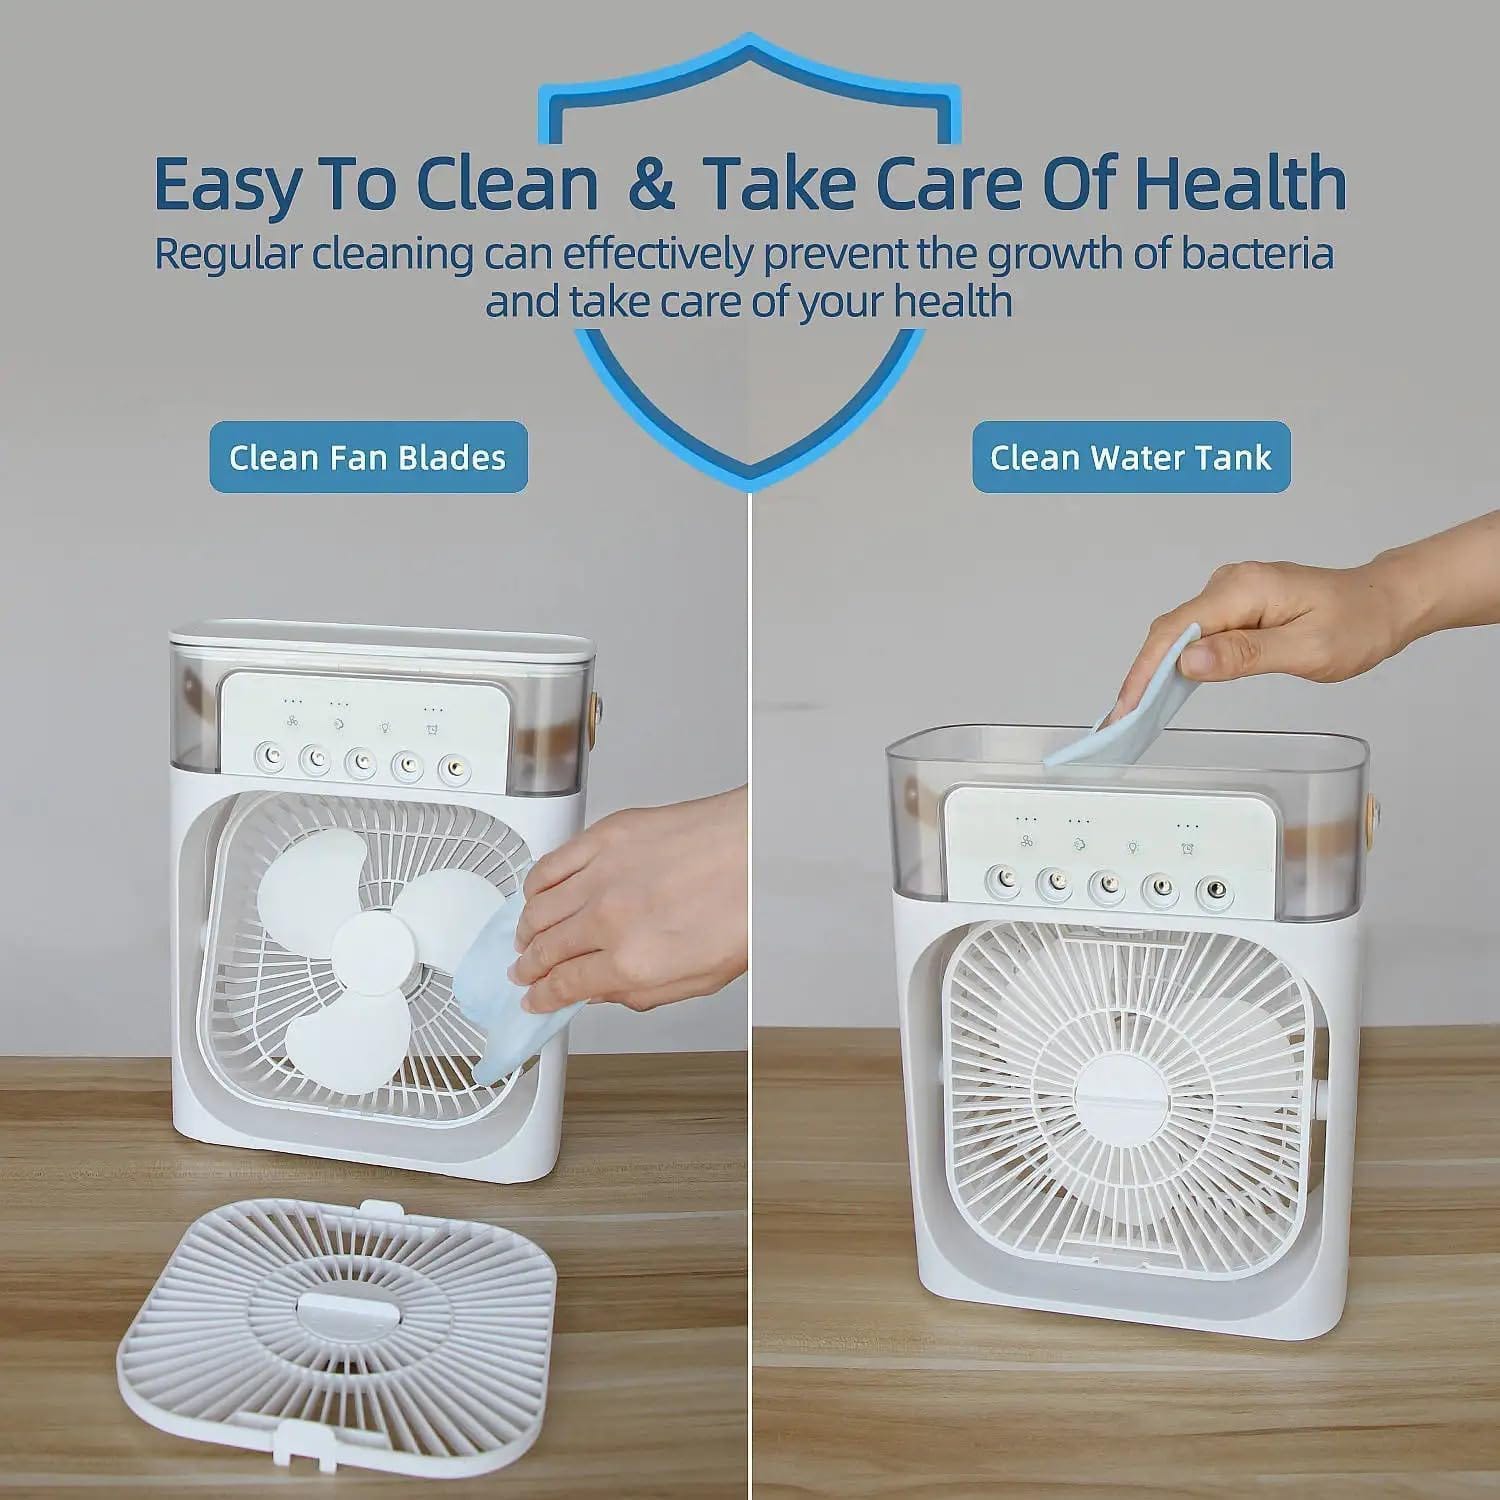 Easy To Clean & Take Care Of Health
Regular cleaning can effectively prevent the growth of bacteria
and take care of your health
Clean Fan Blades
Clean Water Tank